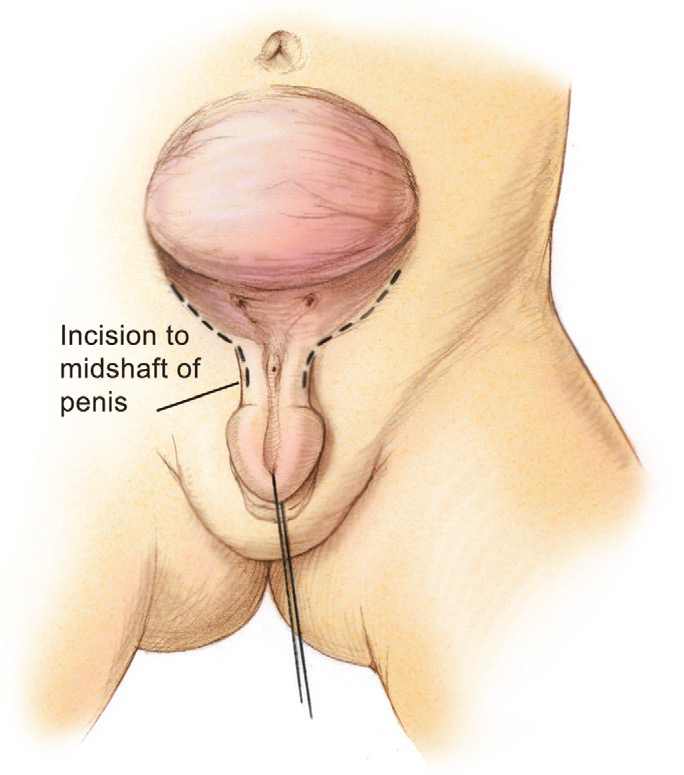 Incision to
midshaft of
penis